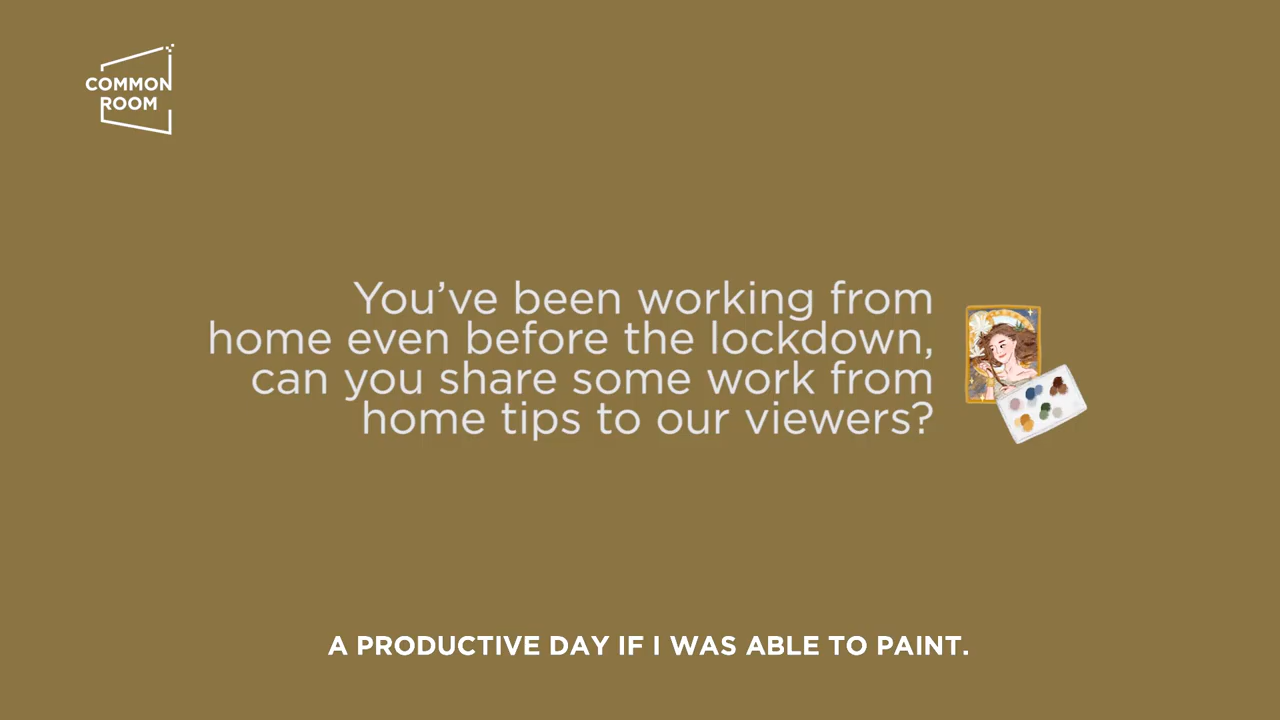 COMMON
ROOM
You’ve been working from
home even before the lockdown,
can you share some work from
home tips to our viewers?
A PRODUCTIVE DAY IF I WAS ABLE TO PAINT.